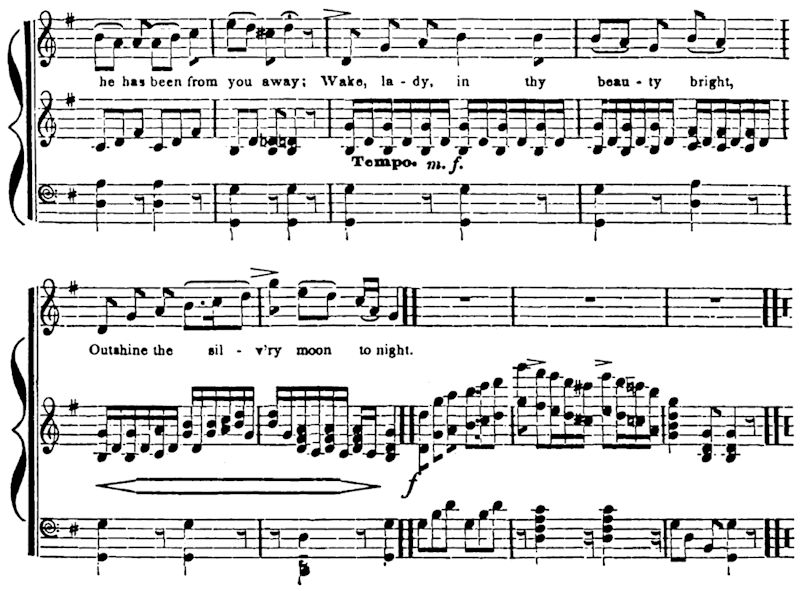 he has been from you away; Wake, la - dy, in thy beau - ty bright,
Tempo. m. f.
Outshine the sil - v'ry moon to night.
f